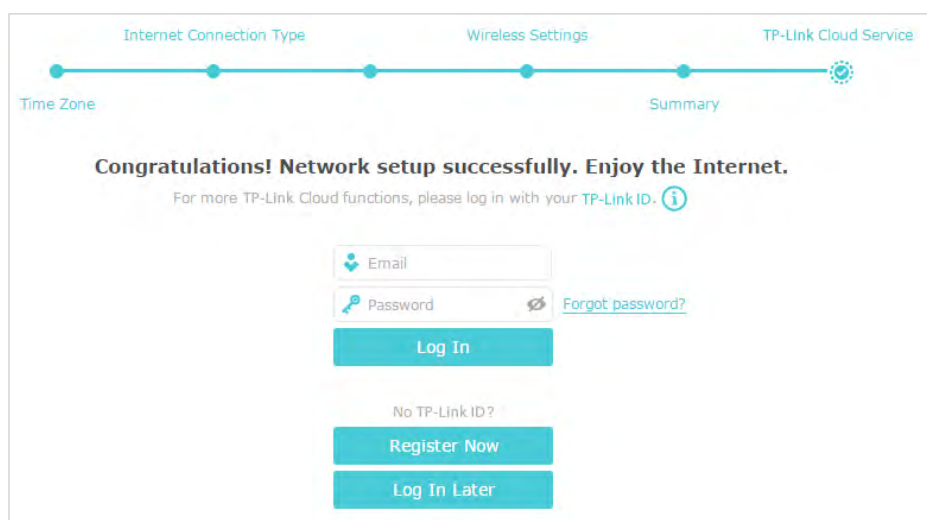 Internet Connection Type Wireless Settings TP-Link Cloud Service
Time Zone Summary
Congratulations! Network setup successfully. Enjoy the Internet.
For more TP-Link Cloud functions, please log in with your TP-Link ID.
Email
Password Forgot password?
Log In
No TP-Link ID?
Register Now
Log In Later